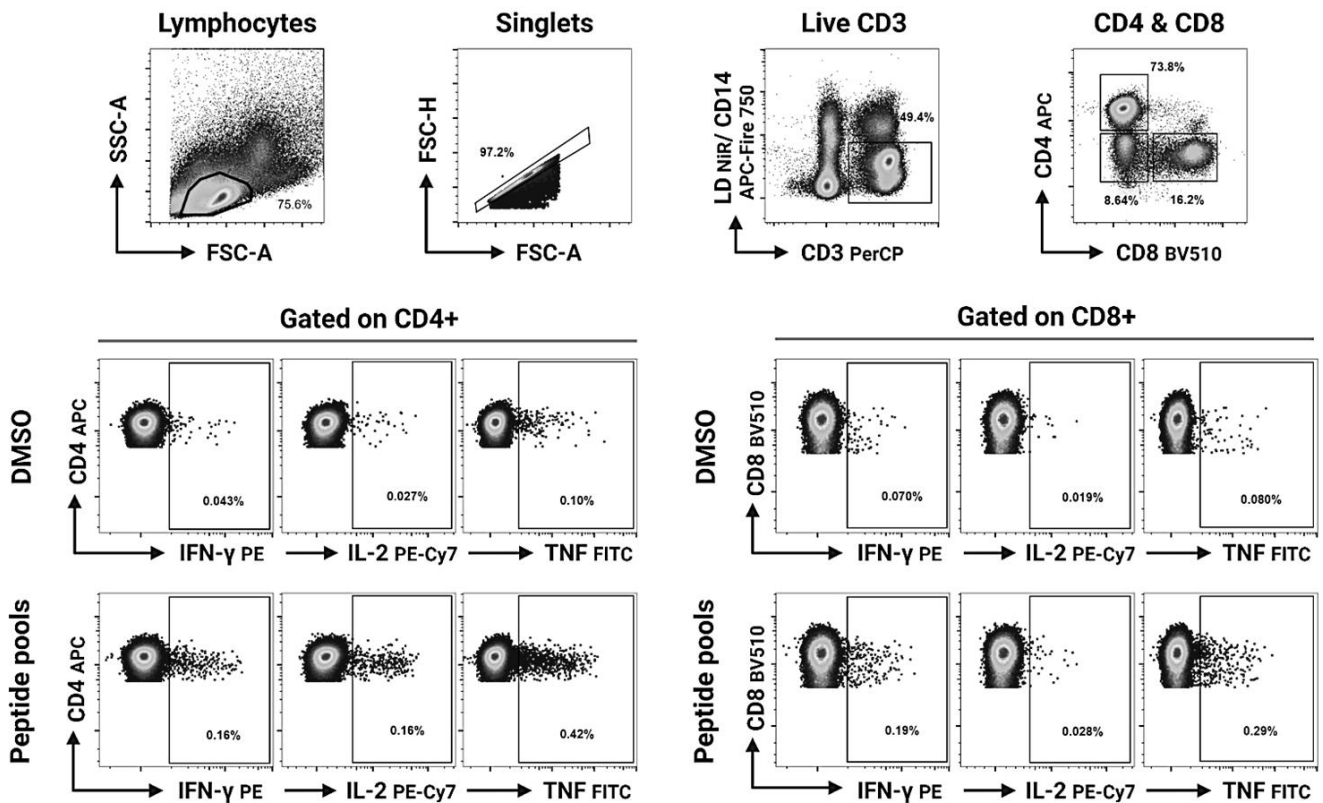 Lymphocytes
Singlets
Live CD3
CD4 & CD8
SSC-A
75.6%
FSC-A
FSC-H
97.2%
FSC-A
LD NiR/ CD14
APC-Fire 750
49.4%
CD3 PerCP
CD4 APC
73.8%
8.64%
16.2%
CD8 BV510
Gated on CD4+
Gated on CD8+
DMSO
CD4 APC
0.043%
0.027%
0.10%
IFN-γ PE
IL-2 PE-Cy7
TNF FITC
DMSO
CD8 BV510
0.070%
0.019%
0.080%
IFN-γ PE
IL-2 PE-Cy7
TNF FITC
Peptide pools
CD4 APC
0.16%
0.16%
0.42%
IFN-γ PE
IL-2 PE-Cy7
TNF FITC
Peptide pools
CD8 BV510
0.19%
0.028%
0.29%
IFN-γ PE
IL-2 PE-Cy7
TNF FITC